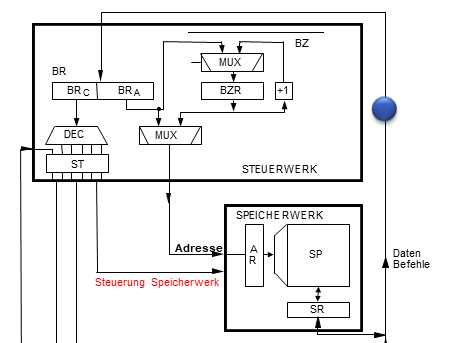 BZ
MUX
BR
BR C
BR A
BZR
+1
DEC
MUX
ST
STEUERWERK
SPEICHERWERK
Adresse
A
R
SP
Daten
Befehle
Steuerung Speicherwerk
SR